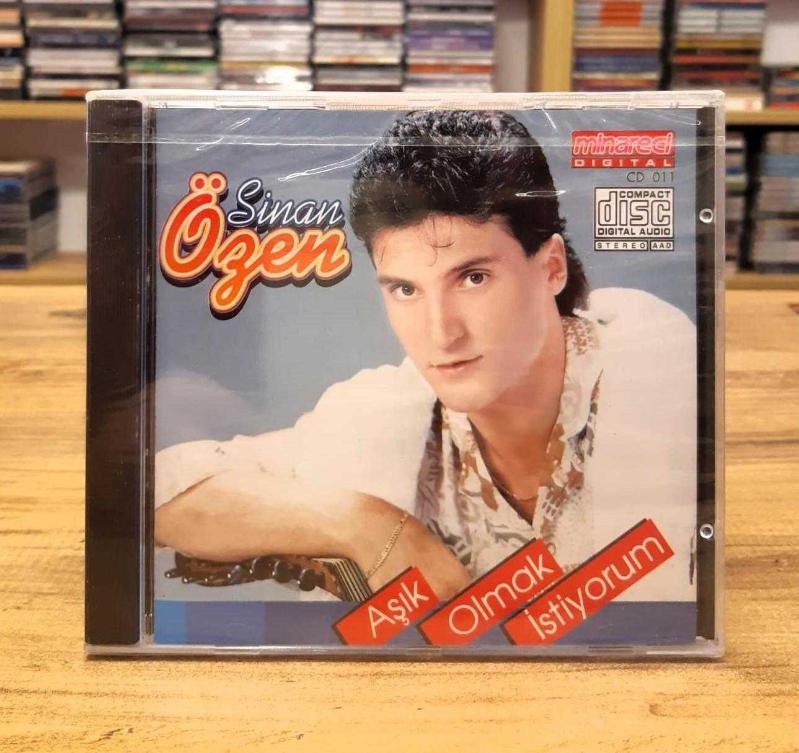 Sinan
Özen
minareci
DIGITAL
CD 011
COMPACT
disc
DIGITAL AUDIO
STEREO AAD
Aşık
Olmak
İstiyorum